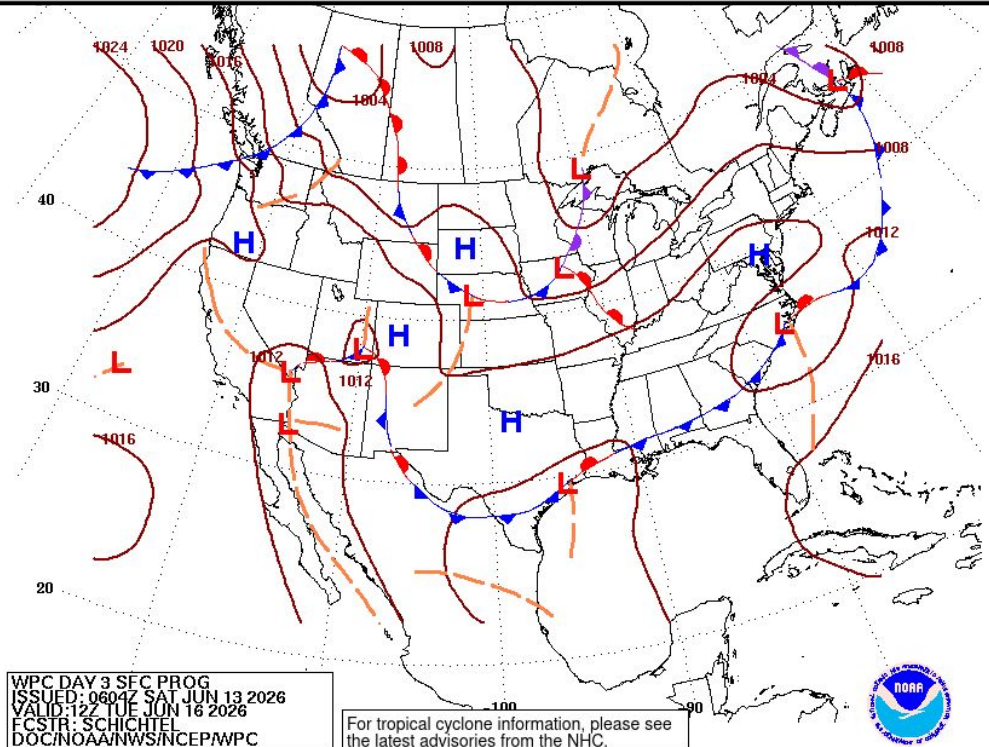 1024
1020
1016
1008
1004
1004
1008
L
40
L
1008
H
H
H
1012
L
L
L
H
L
1012
L
L
1016
30
1012
L
H
1016
L
20
WPC DAY 3 SFC PROG
ISSUED: 0604Z SAT JUN 13 2026
VALID: 12Z TUE JUN 16 2026
FCSTR: SCHICHTEL
DOC/NOAA/NWS/NCEP/WPC
-100
-90
For tropical cyclone information, please see
the latest advisories from the NHC.
NOAA